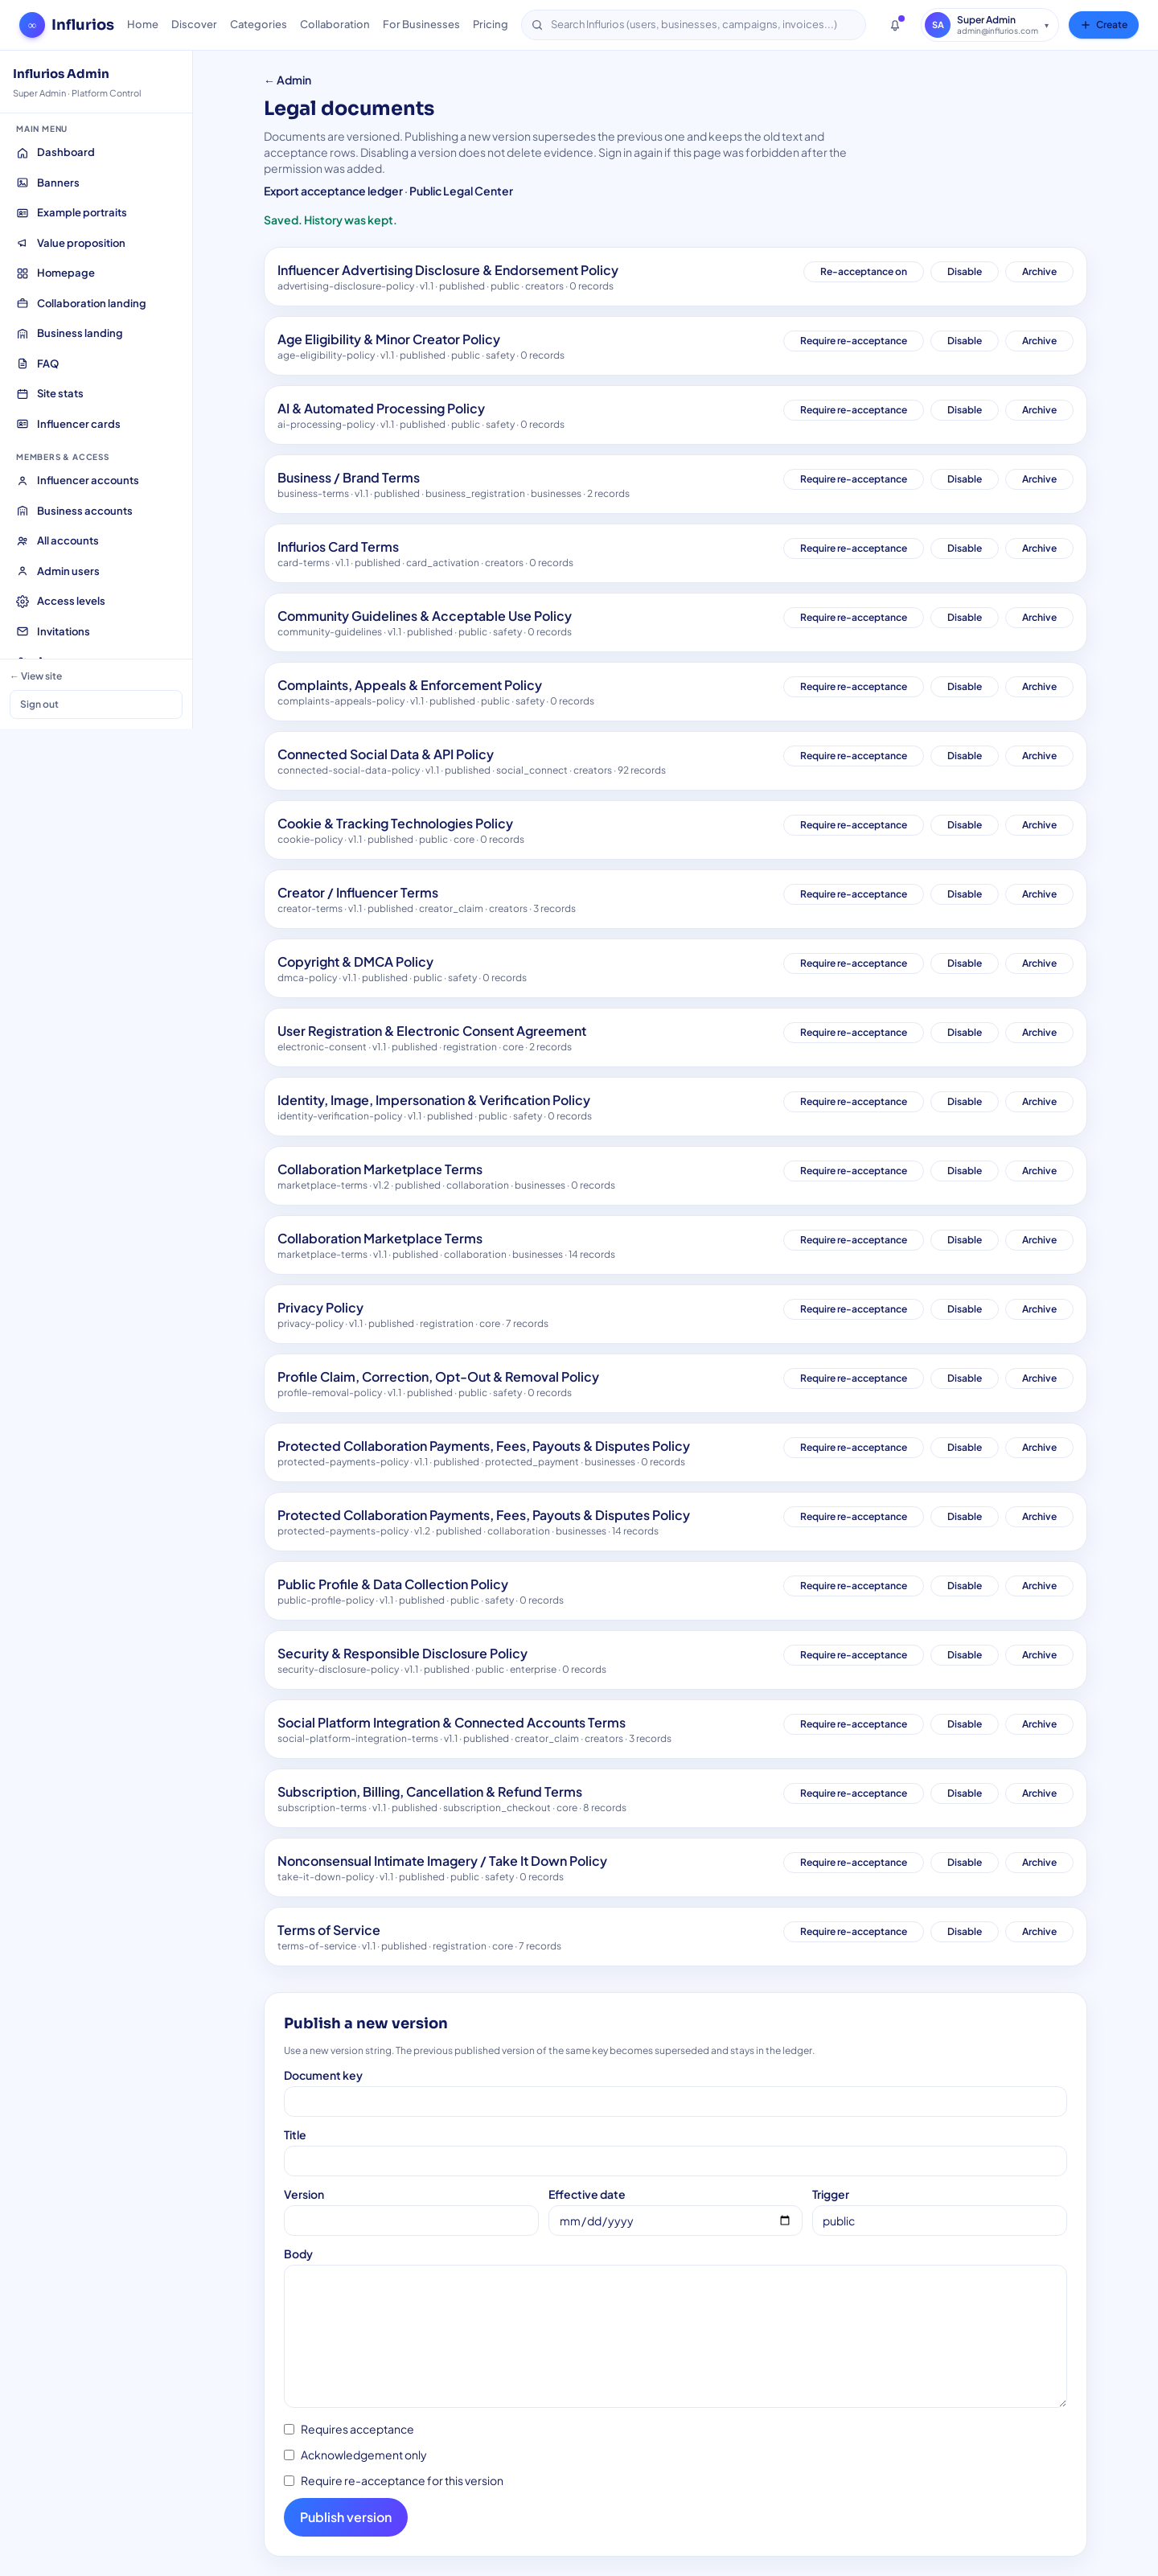 ∞ Influrios Home Discover Categories Collaboration For Businesses Pricing Search Influrios (users, businesses, campaigns, invoices...) SA Super Admin admin@influrios.com ▾ + Create
Influrios Admin
Super Admin · Platform Control
MAIN MENU
Dashboard
Banners
Example portraits
Value proposition
Homepage
Collaboration landing
Business landing
FAQ
Site stats
Influencer cards
MEMBERS & ACCESS
Influencer accounts
Business accounts
All accounts
Admin users
Access levels
Invitations
← View site
Sign out
← Admin
Legal documents
Documents are versioned. Publishing a new version supersedes the previous one and keeps the old text and
acceptance rows. Disabling a version does not delete evidence. Sign in again if this page was forbidden after the
permission was added.
Export acceptance ledger · Public Legal Center
Saved. History was kept.
Influencer Advertising Disclosure & Endorsement Policy Re-acceptance on Disable Archive
advertising-disclosure-policy · v1.1 · published · public · creators · 0 records
Age Eligibility & Minor Creator Policy Require re-acceptance Disable Archive
age-eligibility-policy · v1.1 · published · public · safety · 0 records
AI & Automated Processing Policy Require re-acceptance Disable Archive
ai-processing-policy · v1.1 · published · public · safety · 0 records
Business / Brand Terms Require re-acceptance Disable Archive
business-terms · v1.1 · published · business_registration · businesses · 2 records
Influrios Card Terms Require re-acceptance Disable Archive
card-terms · v1.1 · published · card_activation · creators · 0 records
Community Guidelines & Acceptable Use Policy Require re-acceptance Disable Archive
community-guidelines · v1.1 · published · public · safety · 0 records
Complaints, Appeals & Enforcement Policy Require re-acceptance Disable Archive
complaints-appeals-policy · v1.1 · published · public · safety · 0 records
Connected Social Data & API Policy Require re-acceptance Disable Archive
connected-social-data-policy · v1.1 · published · social_connect · creators · 92 records
Cookie & Tracking Technologies Policy Require re-acceptance Disable Archive
cookie-policy · v1.1 · published · public · core · 0 records
Creator / Influencer Terms Require re-acceptance Disable Archive
creator-terms · v1.1 · published · creator_claim · creators · 3 records
Copyright & DMCA Policy Require re-acceptance Disable Archive
dmca-policy · v1.1 · published · public · safety · 0 records
User Registration & Electronic Consent Agreement Require re-acceptance Disable Archive
electronic-consent · v1.1 · published · registration · core · 2 records
Identity, Image, Impersonation & Verification Policy Require re-acceptance Disable Archive
identity-verification-policy · v1.1 · published · public · safety · 0 records
Collaboration Marketplace Terms Require re-acceptance Disable Archive
marketplace-terms · v1.2 · published · collaboration · businesses · 0 records
Collaboration Marketplace Terms Require re-acceptance Disable Archive
marketplace-terms · v1.1 · published · collaboration · businesses · 14 records
Privacy Policy Require re-acceptance Disable Archive
privacy-policy · v1.1 · published · registration · core · 7 records
Profile Claim, Correction, Opt-Out & Removal Policy Require re-acceptance Disable Archive
profile-removal-policy · v1.1 · published · public · safety · 0 records
Protected Collaboration Payments, Fees, Payouts & Disputes Policy Require re-acceptance Disable Archive
protected-payments-policy · v1.1 · published · protected_payment · businesses · 0 records
Protected Collaboration Payments, Fees, Payouts & Disputes Policy Require re-acceptance Disable Archive
protected-payments-policy · v1.2 · published · collaboration · businesses · 14 records
Public Profile & Data Collection Policy Require re-acceptance Disable Archive
public-profile-policy · v1.1 · published · public · safety · 0 records
Security & Responsible Disclosure Policy Require re-acceptance Disable Archive
security-disclosure-policy · v1.1 · published · public · enterprise · 0 records
Social Platform Integration & Connected Accounts Terms Require re-acceptance Disable Archive
social-platform-integration-terms · v1.1 · published · creator_claim · creators · 3 records
Subscription, Billing, Cancellation & Refund Terms Require re-acceptance Disable Archive
subscription-terms · v1.1 · published · subscription_checkout · core · 8 records
Nonconsensual Intimate Imagery / Take It Down Policy Require re-acceptance Disable Archive
take-it-down-policy · v1.1 · published · public · safety · 0 records
Terms of Service Require re-acceptance Disable Archive
terms-of-service · v1.1 · published · registration · core · 7 records
Publish a new version
Use a new version string. The previous published version of the same key becomes superseded and stays in the ledger.
Document key
Title
Version Effective date Trigger
mm/dd/yyyy public
Body
Requires acceptance
Acknowledgement only
Require re-acceptance for this version
Publish version